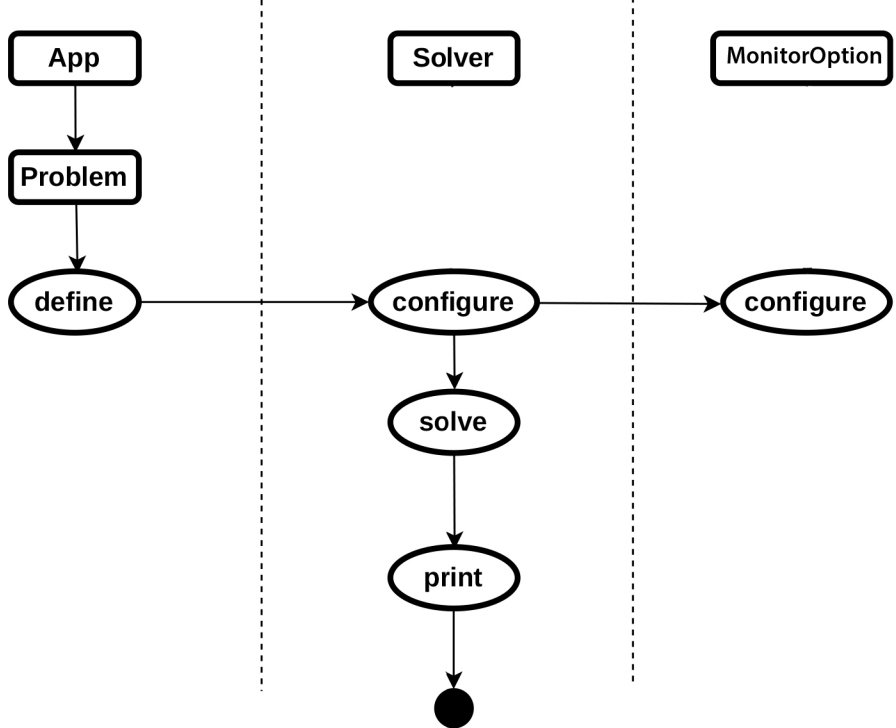 App
Solver
MonitorOption
Problem
define
configure
configure
solve
print